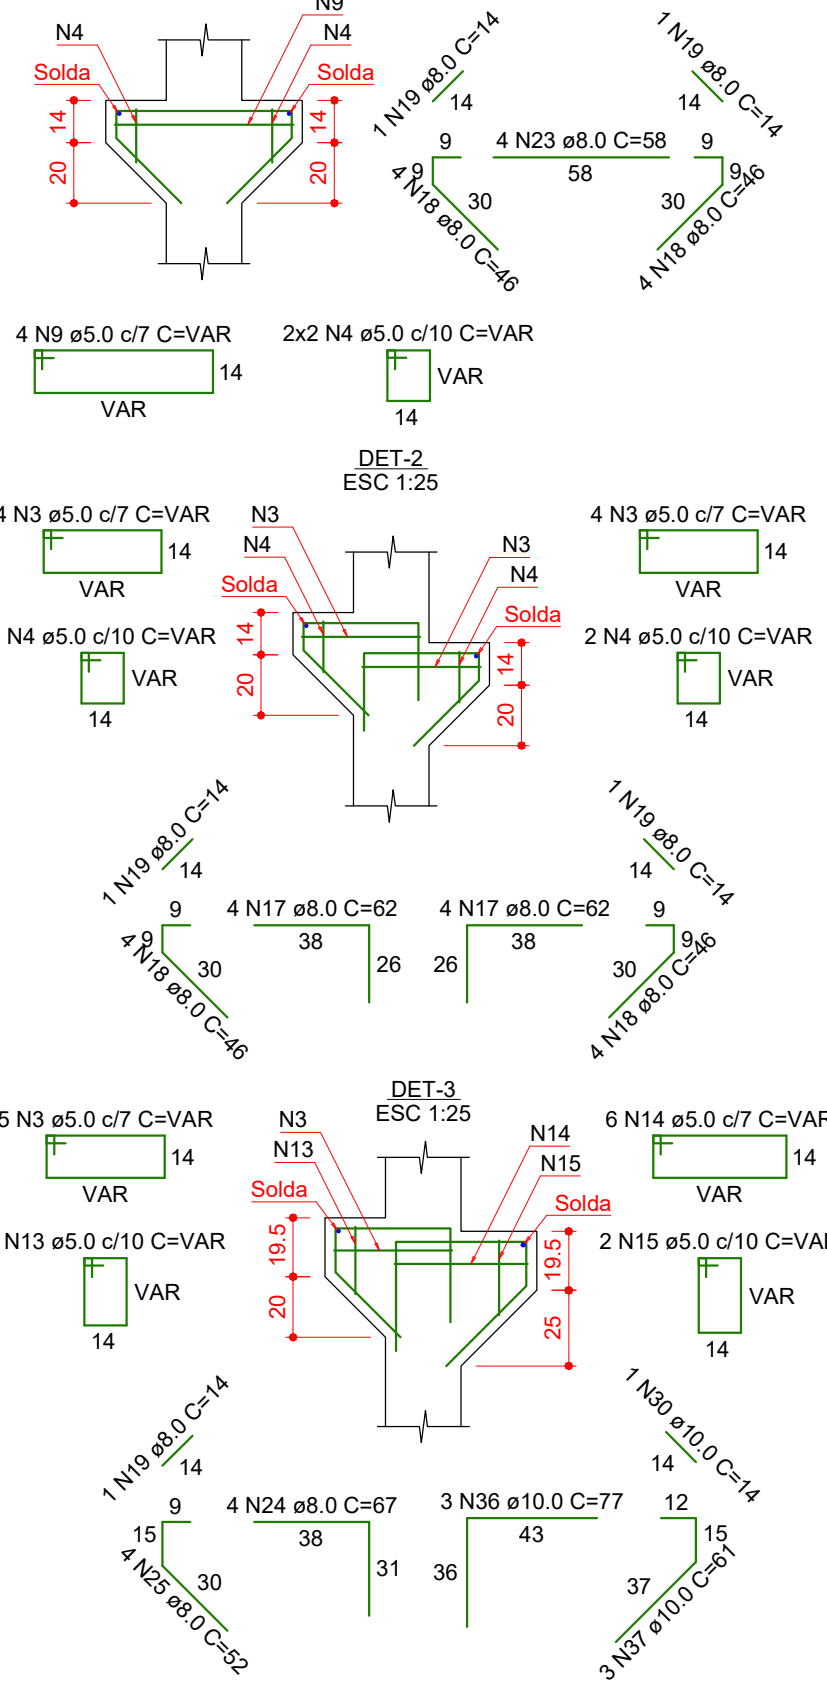 N9
N4
N4
Solda
Solda
14
20
14
20
1 N19 ø8.0 C=14
14
1 N19 ø8.0 C=14
14
9
4 N23 ø8.0 C=58
9
9
58
9
30
30
4 N18 ø8.0 C=46
4 N18 ø8.0 C=46
4 N9 ø5.0 c/7 C=VAR
14
VAR
2x2 N4 ø5.0 c/10 C=VAR
VAR
14
DET-2
ESC 1:25
4 N3 ø5.0 c/7 C=VAR
14
VAR
N3
N4
Solda
N3
N4
Solda
4 N3 ø5.0 c/7 C=VAR
14
VAR
14
20
14
20
N4 ø5.0 c/10 C=VAR
VAR
14
2 N4 ø5.0 c/10 C=VAR
VAR
14
1 N19 ø8.0 C=14
14
1 N19 ø8.0 C=14
14
9
4 N17 ø8.0 C=62
4 N17 ø8.0 C=62
9
9
38
38
9
30
26
26
30
4 N18 ø8.0 C=46
4 N18 ø8.0 C=46
DET-3
ESC 1:25
5 N3 ø5.0 c/7 C=VAR
14
VAR
N3
N13
Solda
N14
N15
Solda
6 N14 ø5.0 c/7 C=VAR
14
VAR
19.5
20
19.5
25
N13 ø5.0 c/10 C=VAR
VAR
14
2 N15 ø5.0 c/10 C=VAR
VAR
14
1 N19 ø8.0 C=14
14
1 N30 ø10.0 C=14
14
9
4 N24 ø8.0 C=67
3 N36 ø10.0 C=77
12
15
38
43
15
30
31
36
37
4 N25 ø8.0 C=52
3 N37 ø10.0 C=61